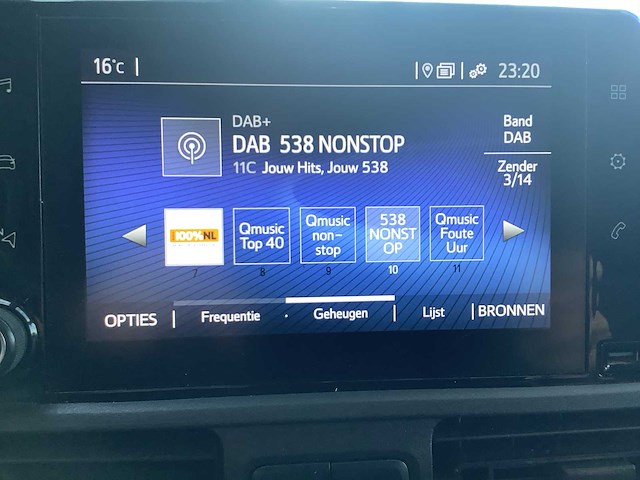 16°C
23:20
DAB+
DAB 538 NONSTOP
11C Jouw Hits, Jouw 538
Band
DAB
Zender
3/14
100%NL
Qmusic
Top 40
Qmusic
non-
stop
538
NONST
OP
Qmusic
Foute
Uur
7
8
9
10
11
OPTIES
Frequentie
Geheugen
Lijst
BRONNEN